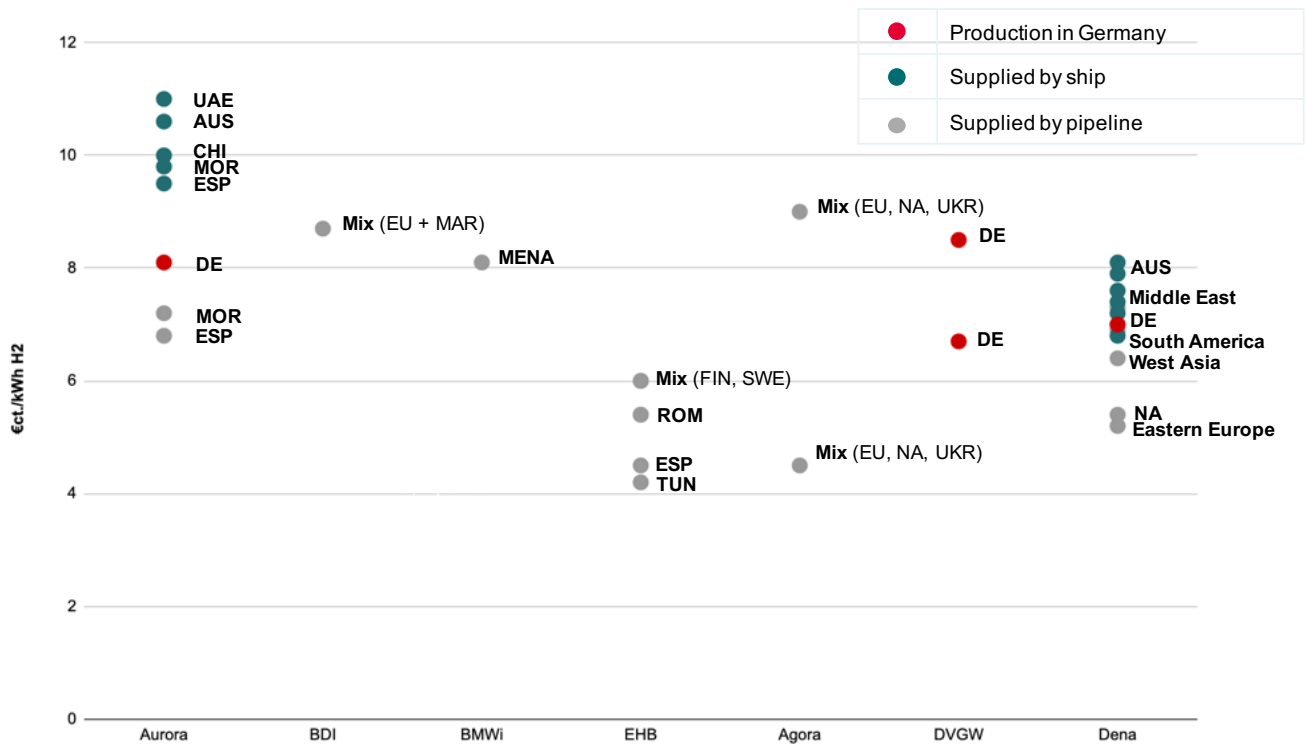 Production in Germany
Supplied by ship
Supplied by pipeline
€ct./kWh H2
12
10
8
6
4
2
0
UAE
AUS
CHI
MOR
ESP
DE
MOR
ESP
Mix (EU + MAR)
MENA
Mix (FIN, SWE)
ROM
ESP
TUN
Mix (EU, NA, UKR)
Mix (EU, NA, UKR)
DE
DE
AUS
Middle East
DE
South America
West Asia
NA
Eastern Europe
Aurora
BDI
BMWi
EHB
Agora
DVGW
Dena